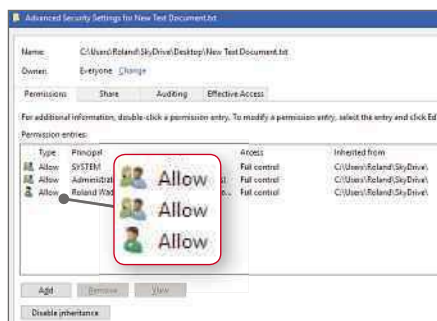 Advanced Security Settings for New Text Document.txt
Name: C:\Users\Roland\SkyDrive\Desktop\New Text Document.txt
Owner: Everyone Change
Permissions Share Auditing Effective Access
For additional information, double-click a permission entry. To modify a permission entry, select the entry and click Ed
Permission entries:
Type Principal Access Inherited from
Allow SYSTEM Full control C:\Users\Roland\SkyDrive\
Allow Administrat Full control C:\Users\Roland\SkyDrive\
Allow Roland Wad Full control C:\Users\Roland\SkyDrive\
Allow
Allow
Allow
Add Remove View
Disable inheritance